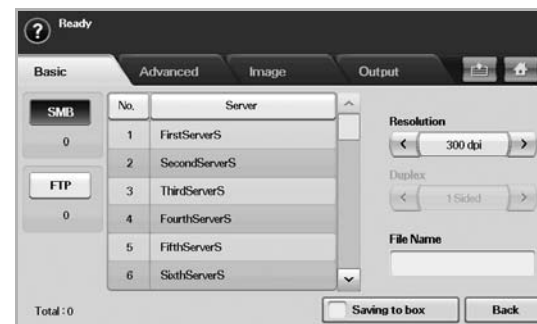 Ready
Basic Advanced Image Output
SMB
0
FTP
0
No. Server
1 FirstServerS
2 SecondServerS
3 ThirdServerS
4 FourthServerS
5 FifthServerS
6 SixthServerS
Resolution
300 dpi
Duplex
1 Sided
File Name
Total : 0
Saving to box
Back